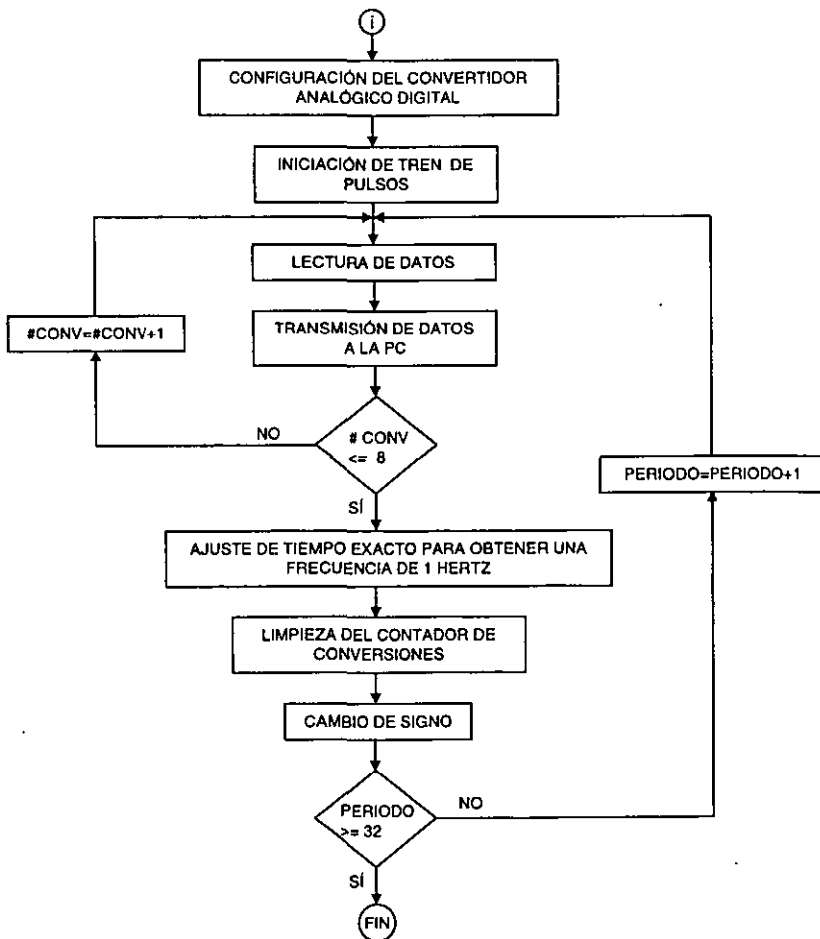 i
CONFIGURACIÓN DEL CONVERTIDOR
ANALÓGICO DIGITAL
INICIACIÓN DE TREN DE
PULSOS
LECTURA DE DATOS
TRANSMISIÓN DE DATOS
A LA PC
#CONV=#CONV+1
NO
# CONV
<= 8
SÍ
PERIODO=PERIODO+1
AJUSTE DE TIEMPO EXACTO PARA OBTENER UNA
FRECUENCIA DE 1 HERTZ
LIMPIEZA DEL CONTADOR DE
CONVERSIONES
CAMBIO DE SIGNO
PERIODO
>= 32
NO
SÍ
FIN